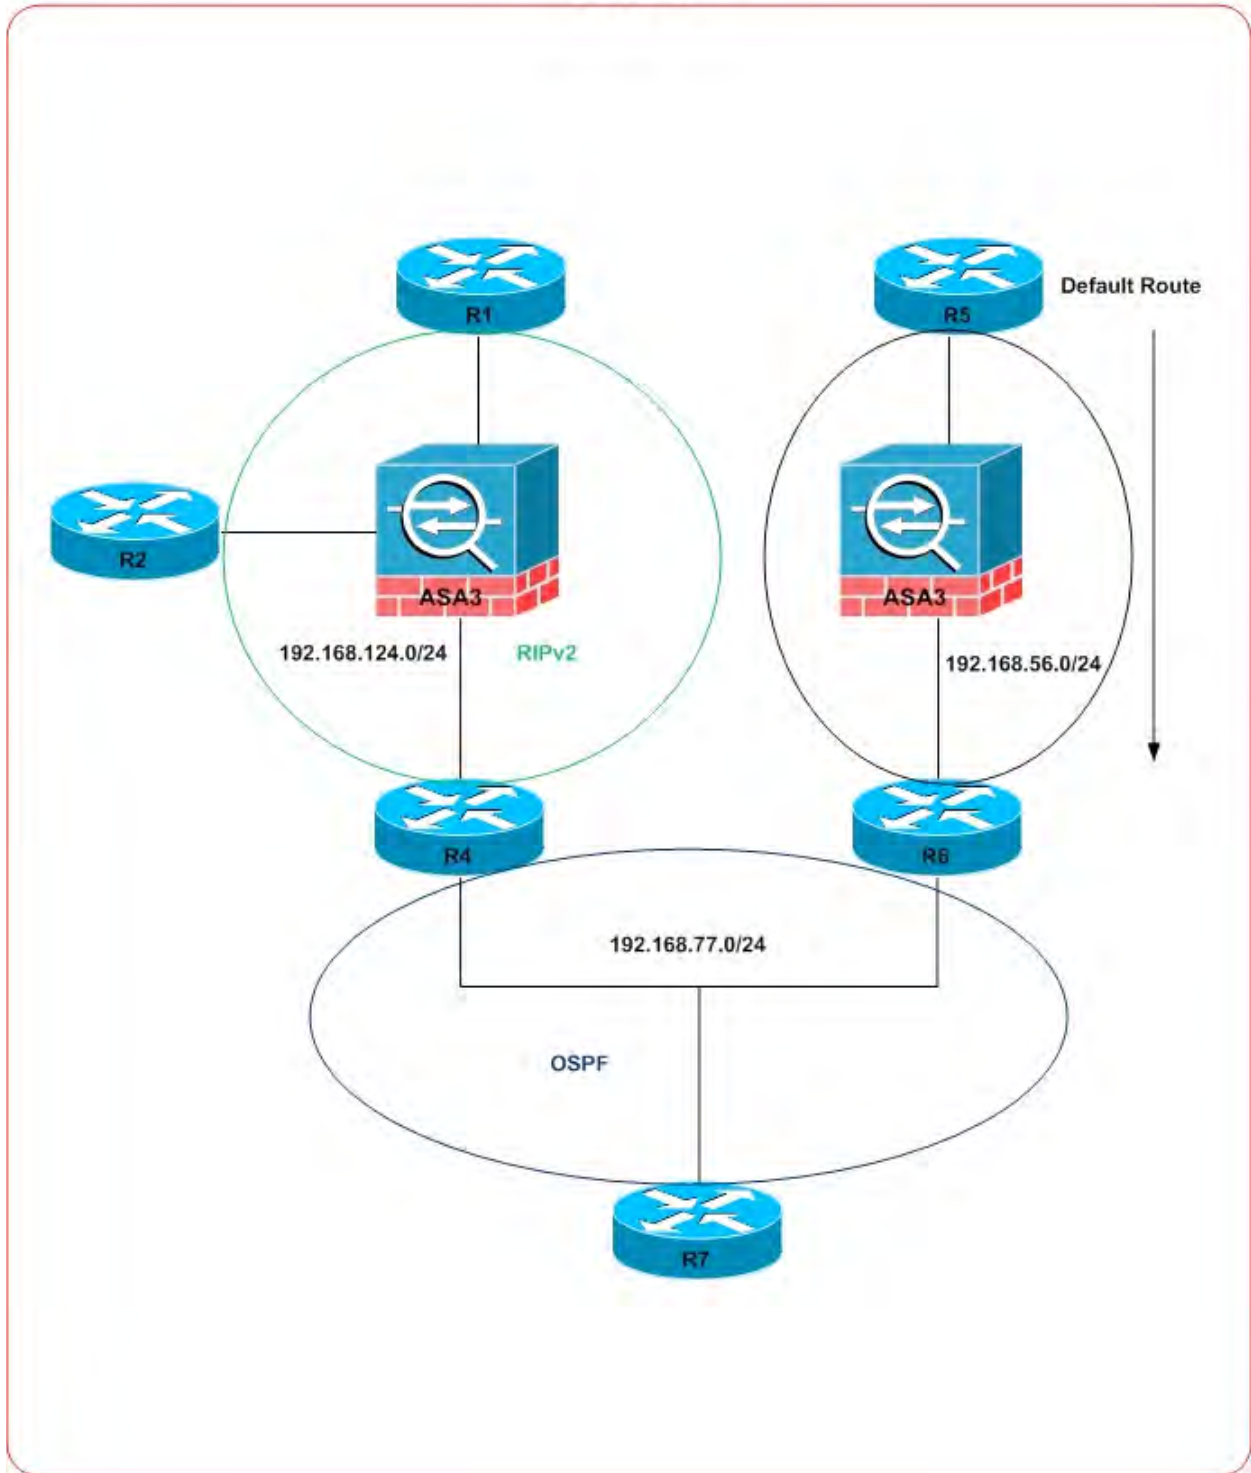 R1
R5
Default Route
R2
ASA3
ASA3
192.168.124.0/24
RIPv2
192.168.56.0/24
R4
R6
192.168.77.0/24
OSPF
R7